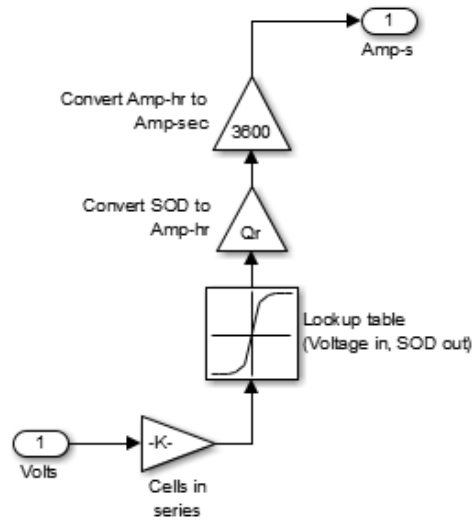 1
Amp-s
Convert Amp-hr to
Amp-sec
3600
Convert SOD to
Amp-hr
Qr
Lookup table
(Voltage in, SOD out)
1
Volts
-K-
Cells in
series